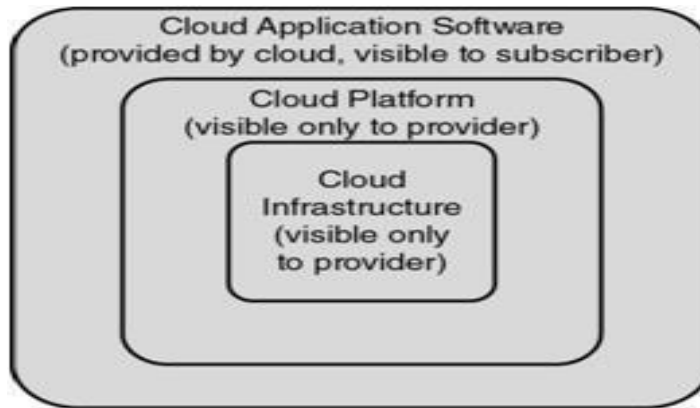 Cloud Application Software
(provided by cloud, visible to subscriber)
Cloud Platform
(visible only to provider)
Cloud
Infrastructure
(visible only
to provider)